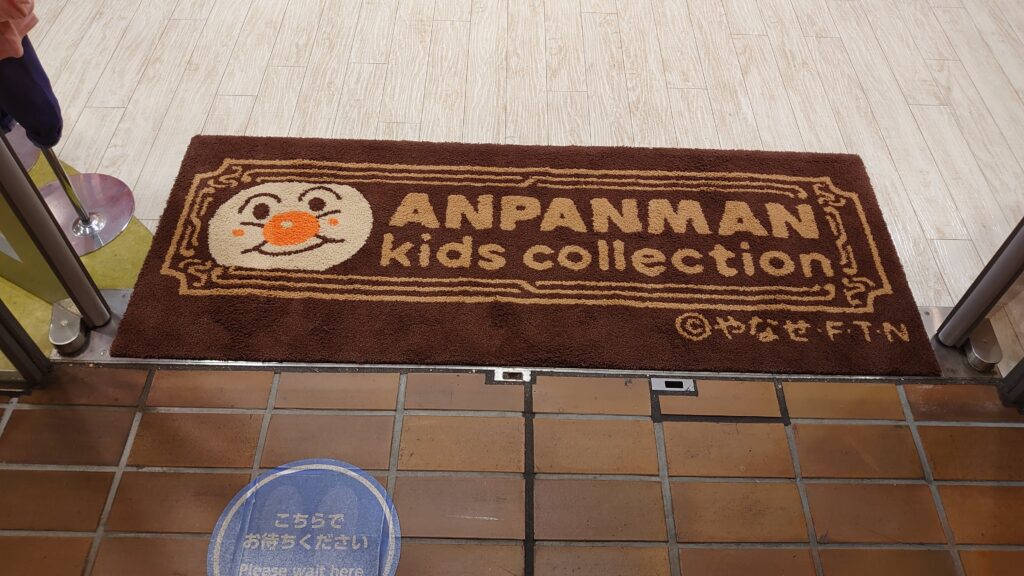 ANPANMAN
kids collection
©やなせ・F・T・N
こちらで
お待ちください
Please wait here